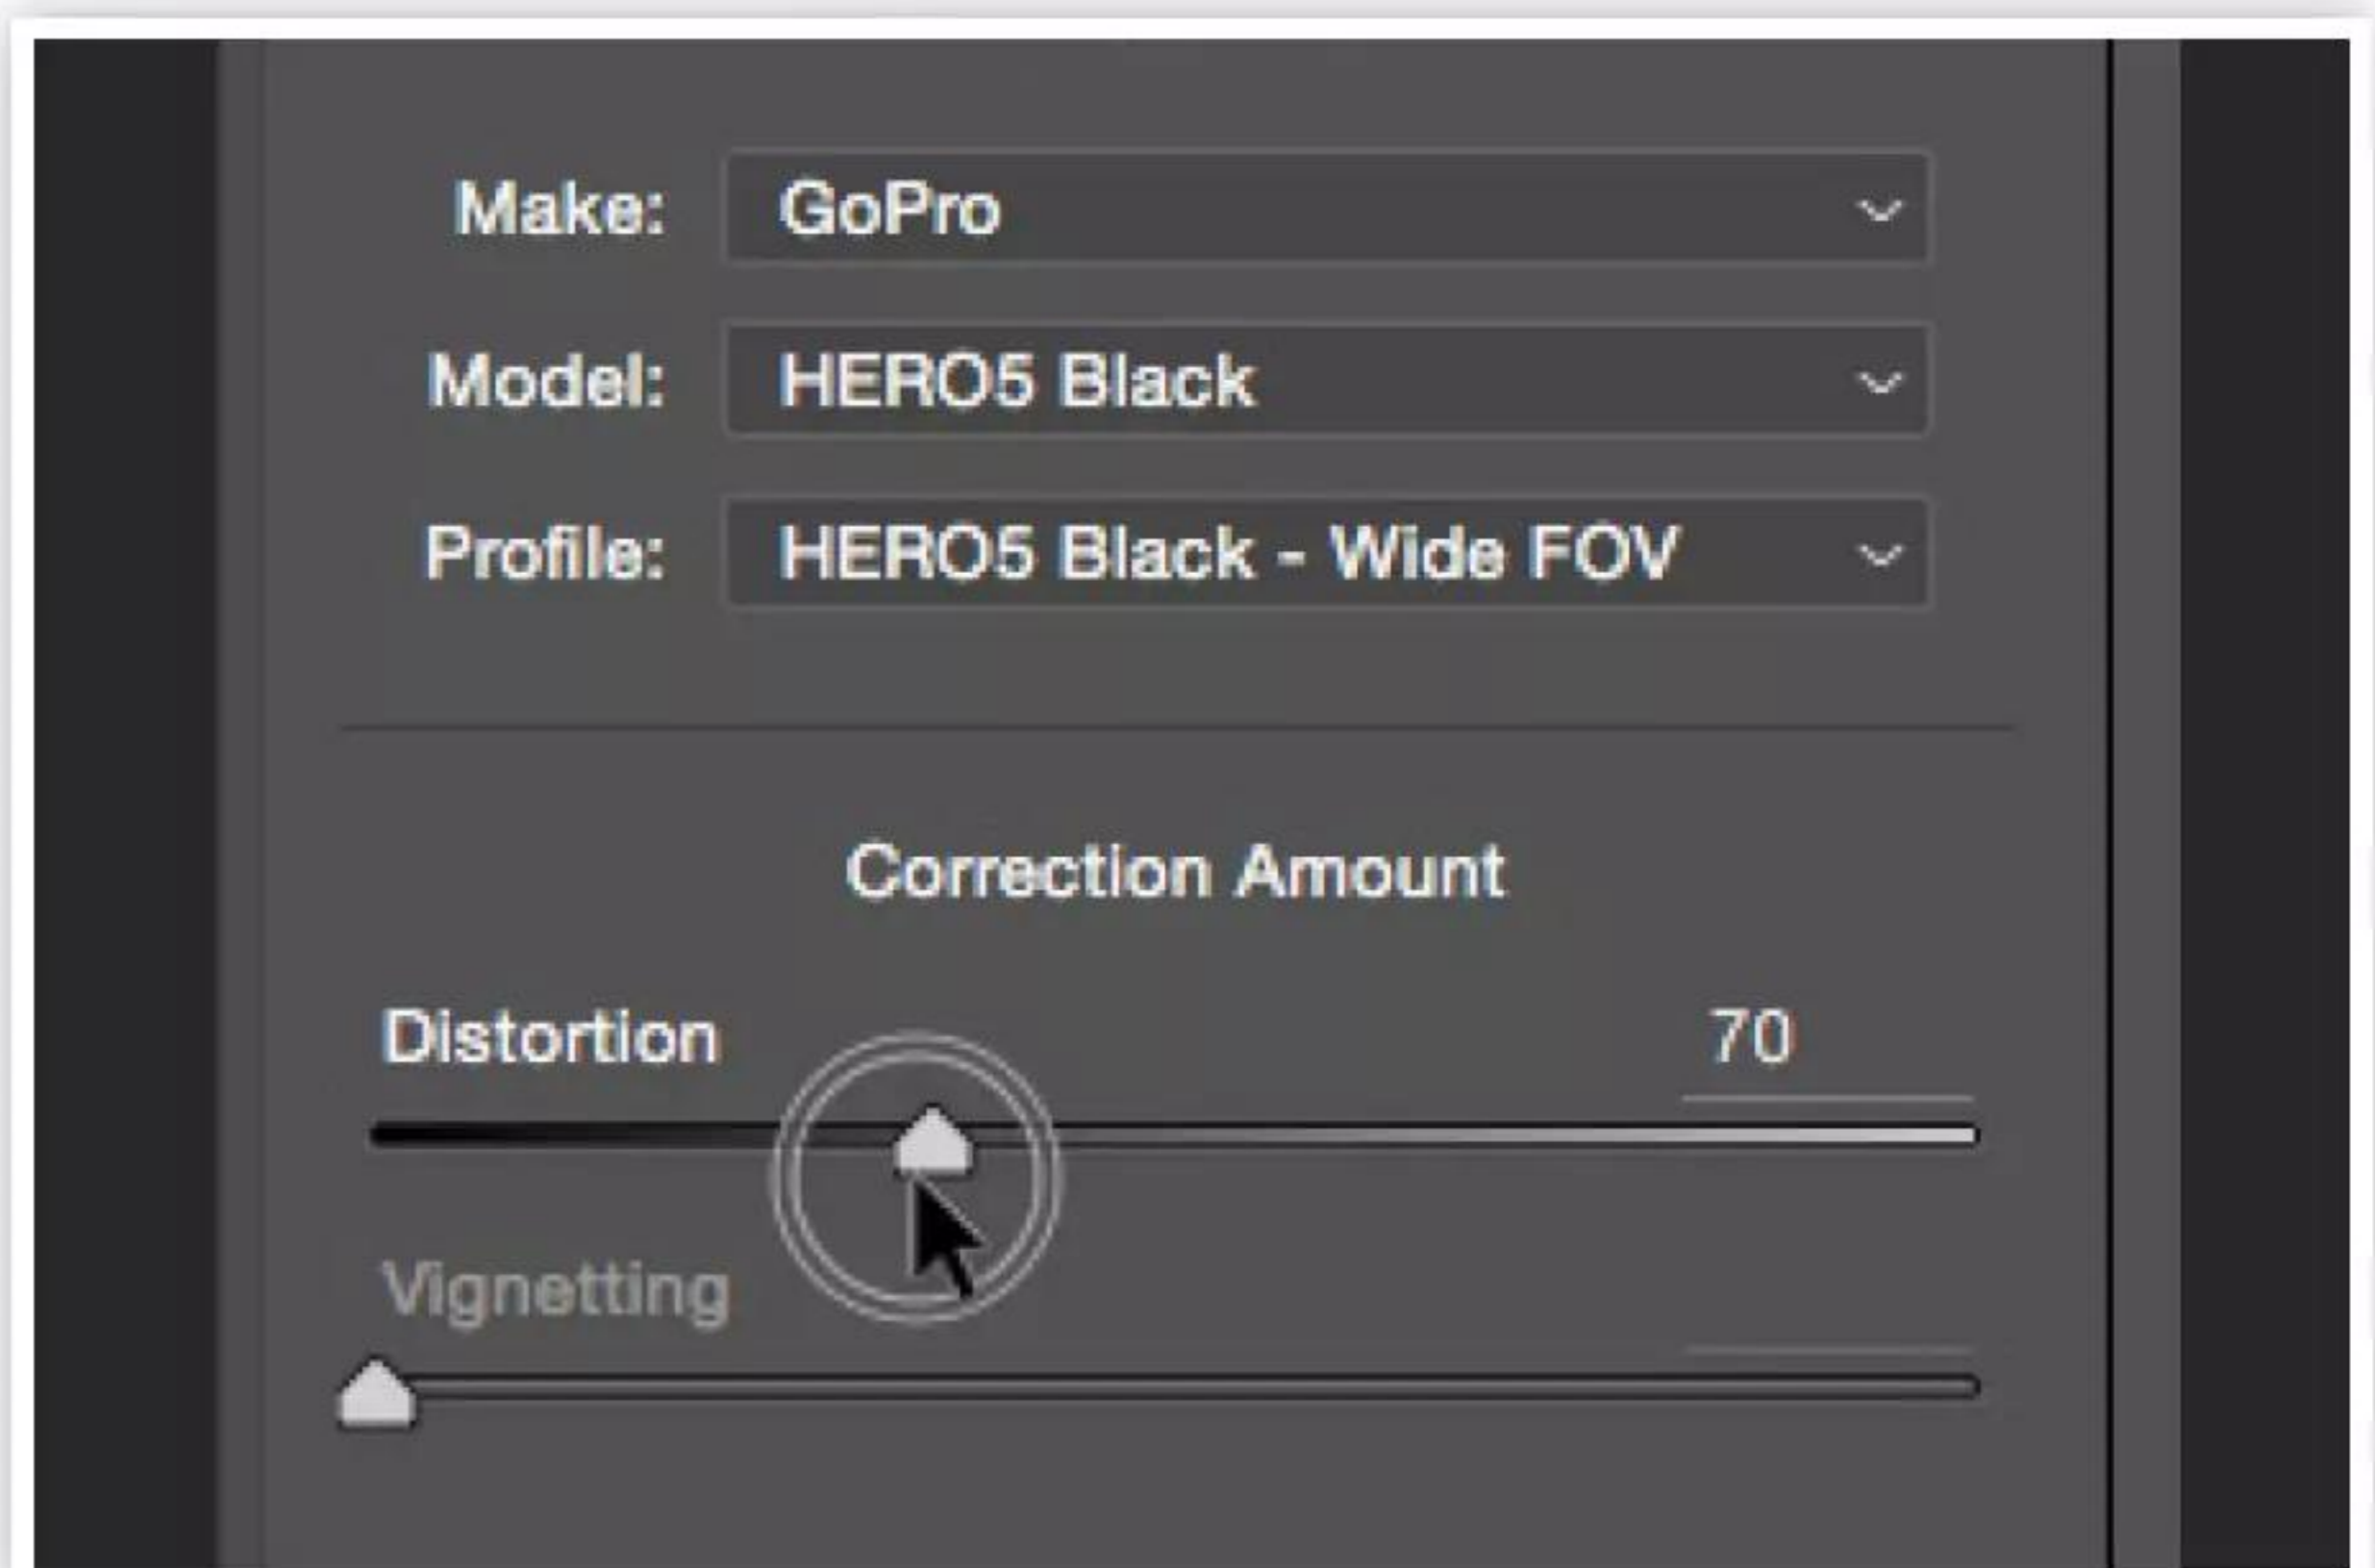 Make: GoPro
Model: HERO5 Black
Profile: HERO5 Black - Wide FOV
Correction Amount
Distortion 70
Vignetting